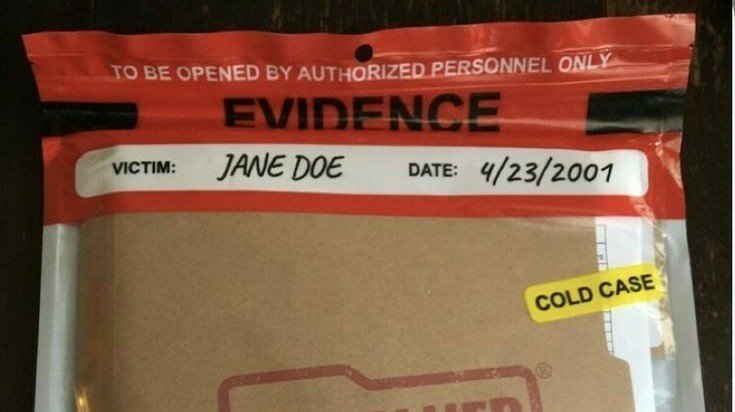 TO BE OPENED BY AUTHORIZED PERSONNEL ONLY
EVIDENCE
VICTIM: JANE DOE DATE: 4/23/2001
COLD CASE
®